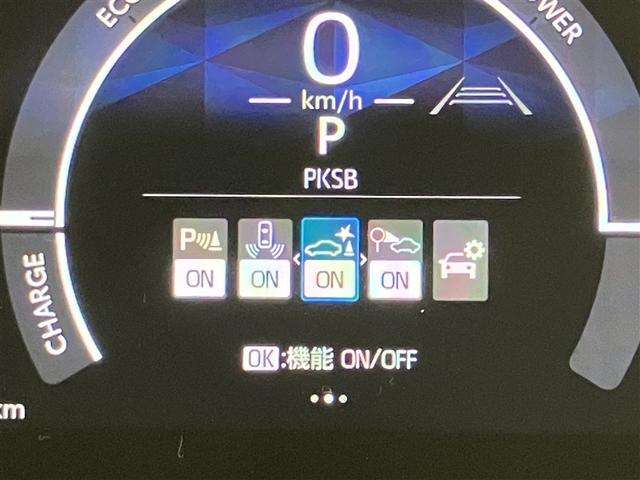 ECO
POWER
0
km/h
P
PKSB
P
ON
ON
ON
ON
CHARGE
OK:機能 ON/OFF
km